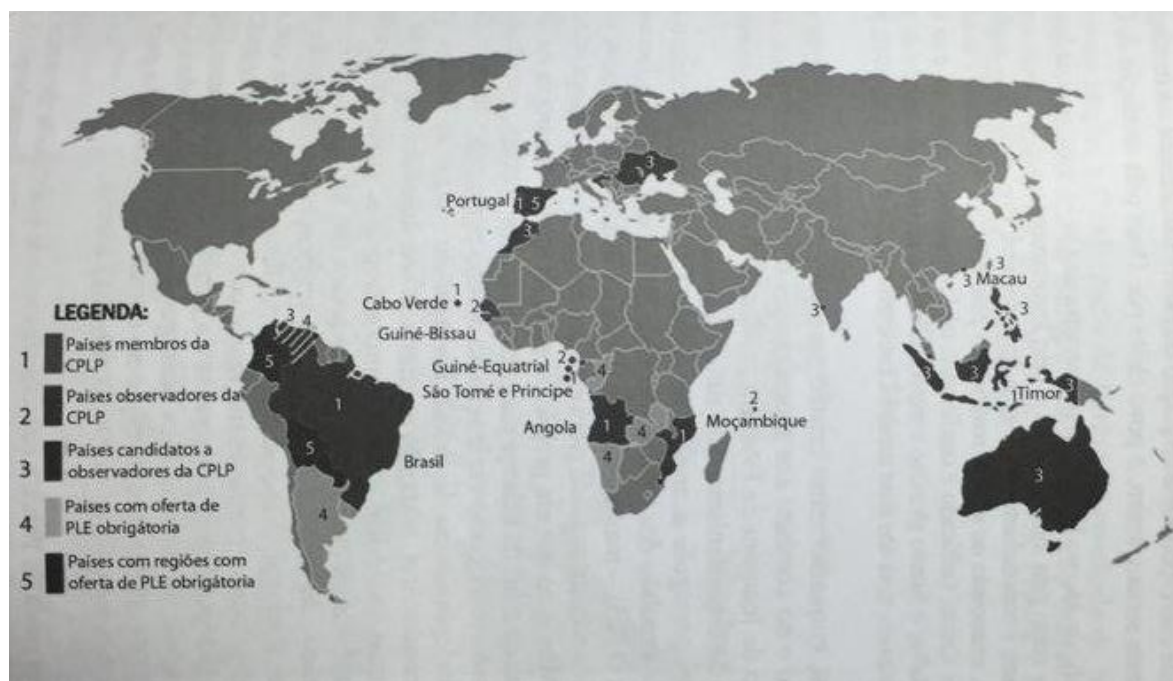 3
Portugal
1 5
3
3
3 Macau
3
1
Cabo Verde
2
3
Guiné-Bissau
LEGENDA:
1 Países membros da
CPLP
2 Países observadores da
CPLP
3 Países candidatos a
observadores da CPLP
4 Países com oferta de
PLE obrigatória
5 Países com regiões com
oferta de PLE obrigatória
3 4
5
1
5
Brasil
4
2
Guiné-Equatrial
4
1
São Tomé e Principe
Angola
1
4
4
1
2
Moçambique
3
3
3
1 Timor
3